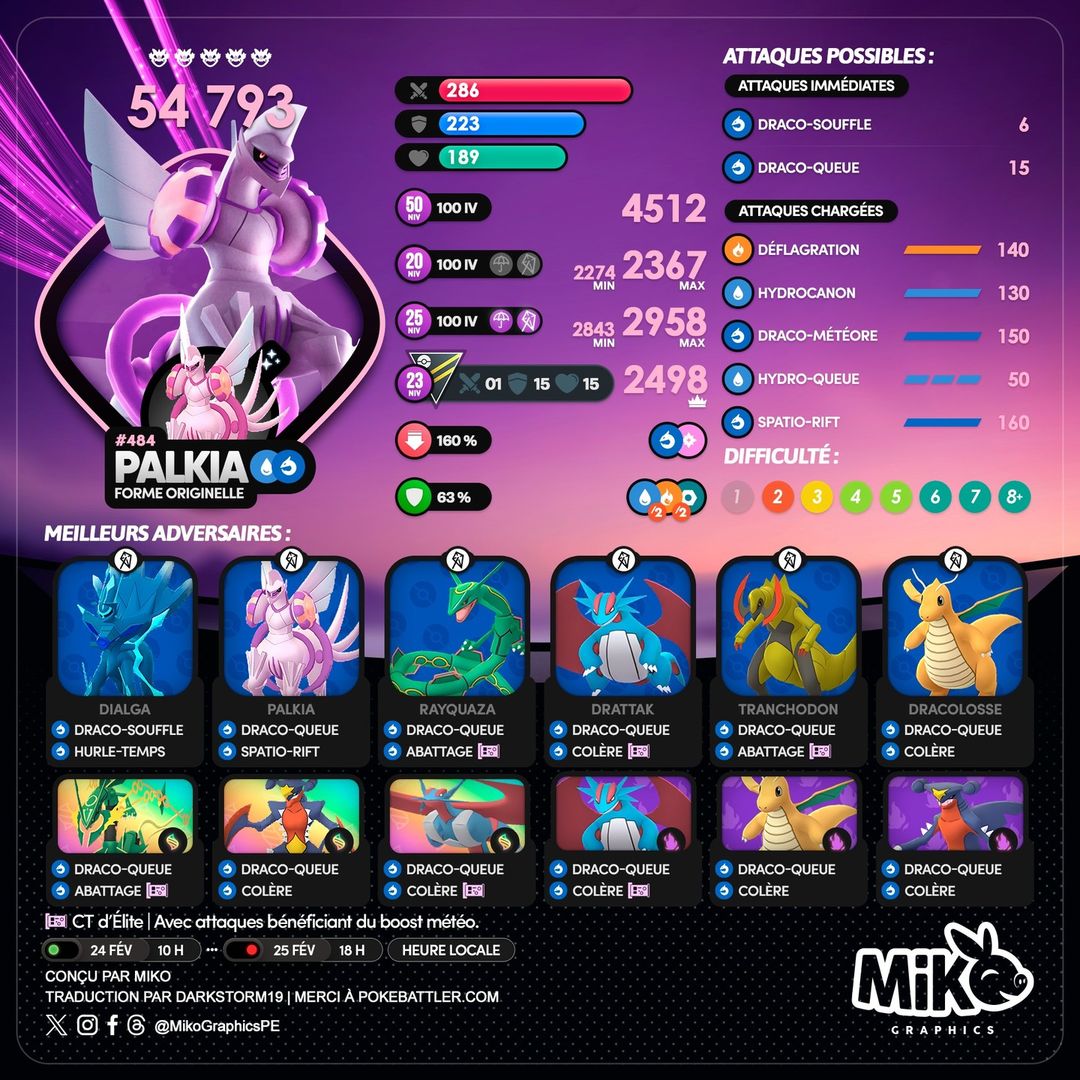 54 793
#484
PALKIA
FORME ORIGINELLE
286
223
189
50 NIV 100 IV 4512
20 NIV 100 IV 2274 MIN 2367 MAX
25 NIV 100 IV 2843 MIN 2958 MAX
23 NIV 01 15 15 2498
160 %
63 %
/2 /2
ATTAQUES POSSIBLES :
ATTAQUES IMMÉDIATES
DRACO-SOUFFLE 6
DRACO-QUEUE 15
ATTAQUES CHARGÉES
DÉFLAGRATION 140
HYDROCANON 130
DRACO-MÉTÉORE 150
HYDRO-QUEUE 50
SPATIO-RIFT 160
DIFFICULTÉ :
1 2 3 4 5 6 7 8+
MEILLEURS ADVERSAIRES :
DIALGA PALKIA RAYQUAZA DRATTAK TRANCHODON DRACOLOSSE
DRACO-SOUFFLE DRACO-QUEUE DRACO-QUEUE DRACO-QUEUE DRACO-QUEUE DRACO-QUEUE
HURLE-TEMPS SPATIO-RIFT ABATTAGE COLÈRE ABATTAGE COLÈRE
DRACO-QUEUE DRACO-QUEUE DRACO-QUEUE DRACO-QUEUE DRACO-QUEUE DRACO-QUEUE
ABATTAGE COLÈRE COLÈRE COLÈRE COLÈRE COLÈRE
CT d'Élite | Avec attaques bénéficiant du boost météo.
24 FÉV 10 H ... 25 FÉV 18 H HEURE LOCALE
CONÇU PAR MIKO
TRADUCTION PAR DARKSTORM19 | MERCI À POKEBATTLER.COM
@MikoGraphicsPE
MiKO
GRAPHICS